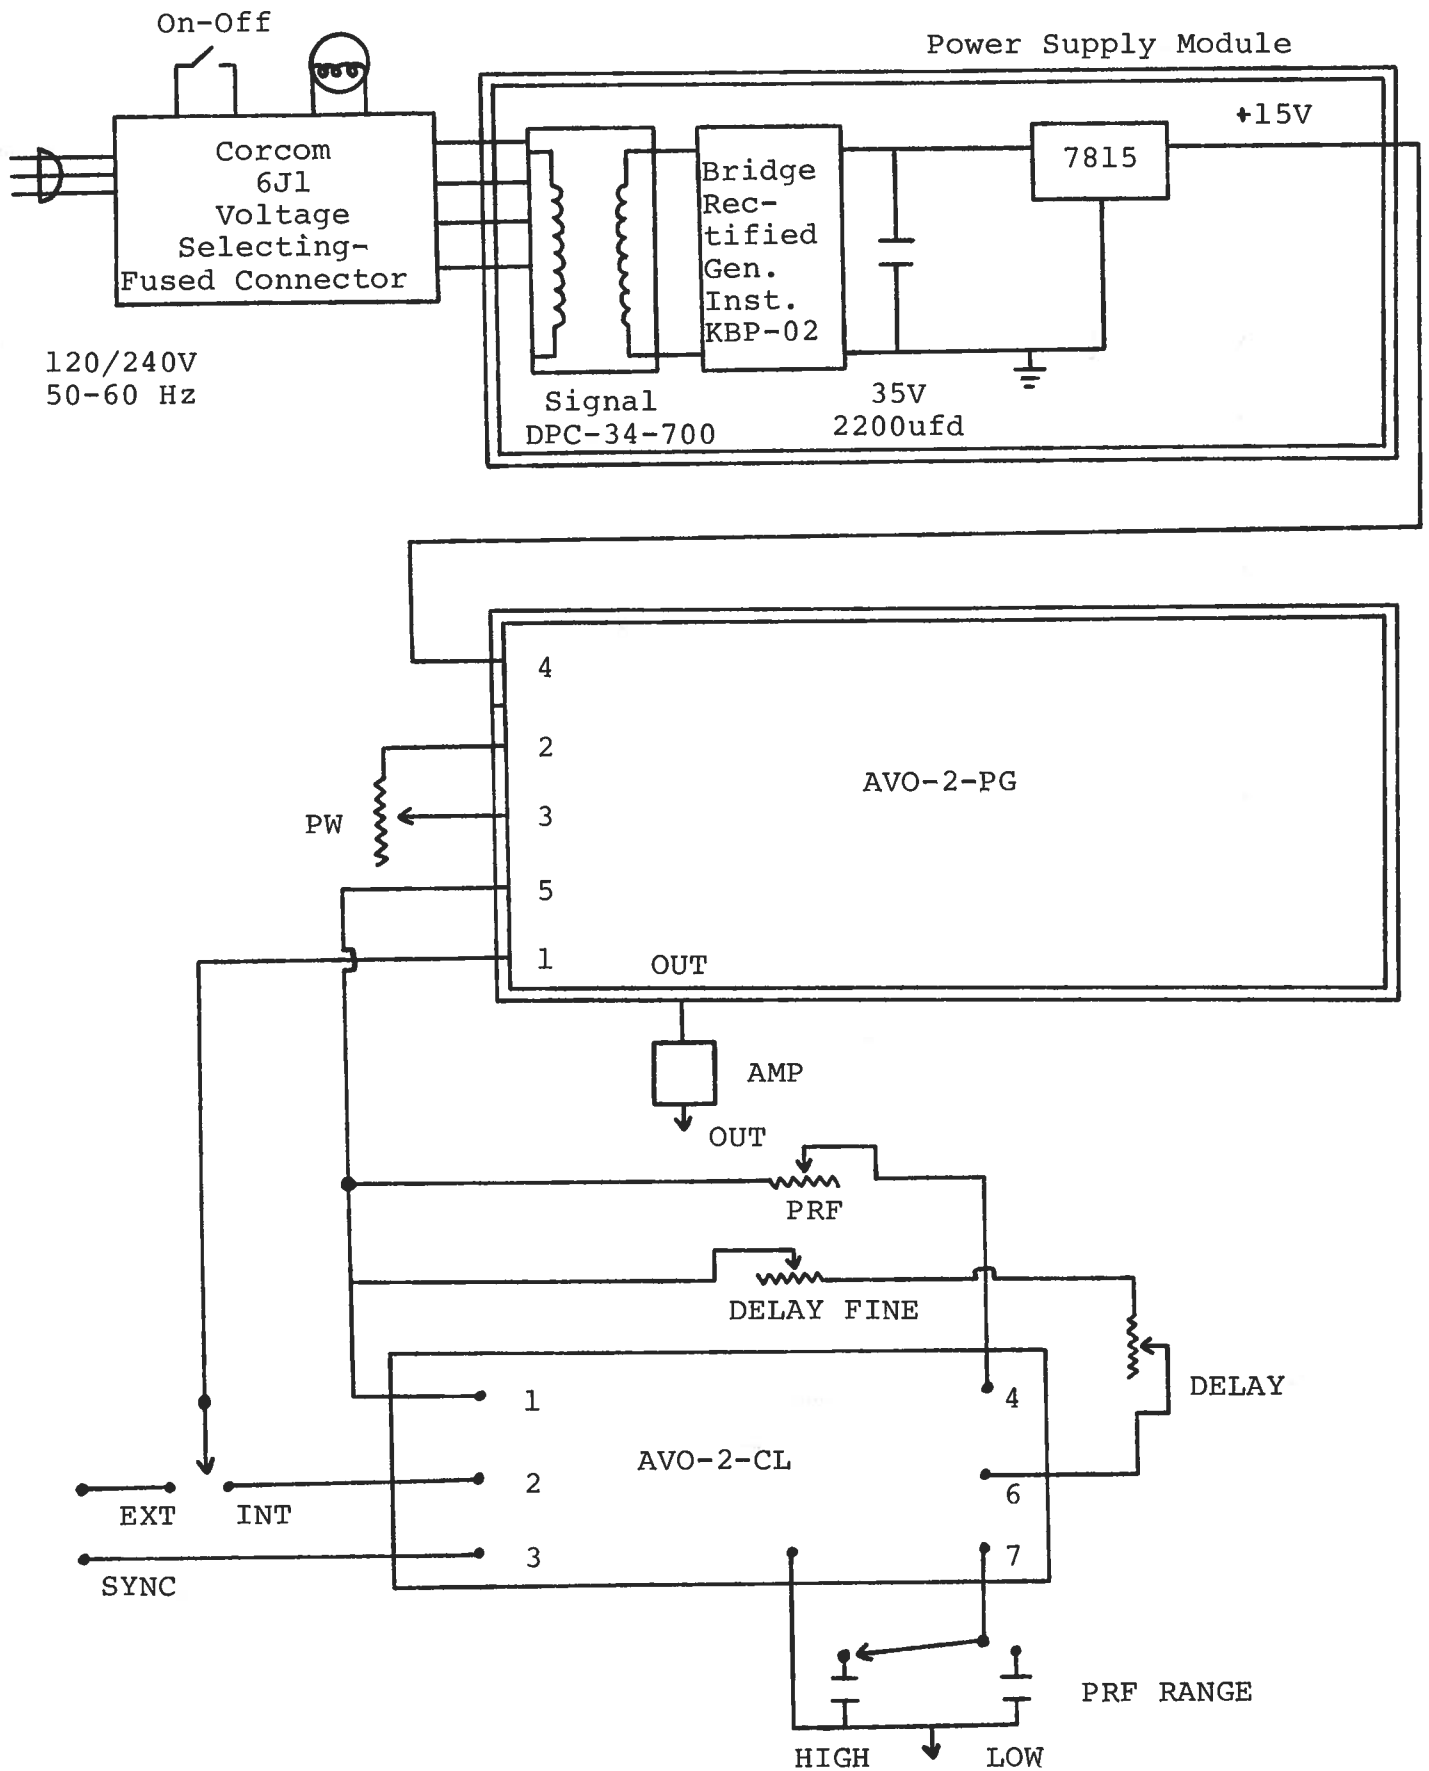 On-Off
Power Supply Module
+15V
Corcom
6J1
Voltage
Selecting-
Fused Connector
Bridge
Rec-
tified
Gen.
Inst.
KBP-02
7815
120/240V
50-60 Hz
Signal
DPC-34-700
35V
2200ufd
4
2
AVO-2-PG
PW
3
5
1
OUT
AMP
OUT
PRF
DELAY FINE
DELAY
1
4
AVO-2-CL
2
6
EXT
INT
3
7
SYNC
PRF RANGE
HIGH
LOW